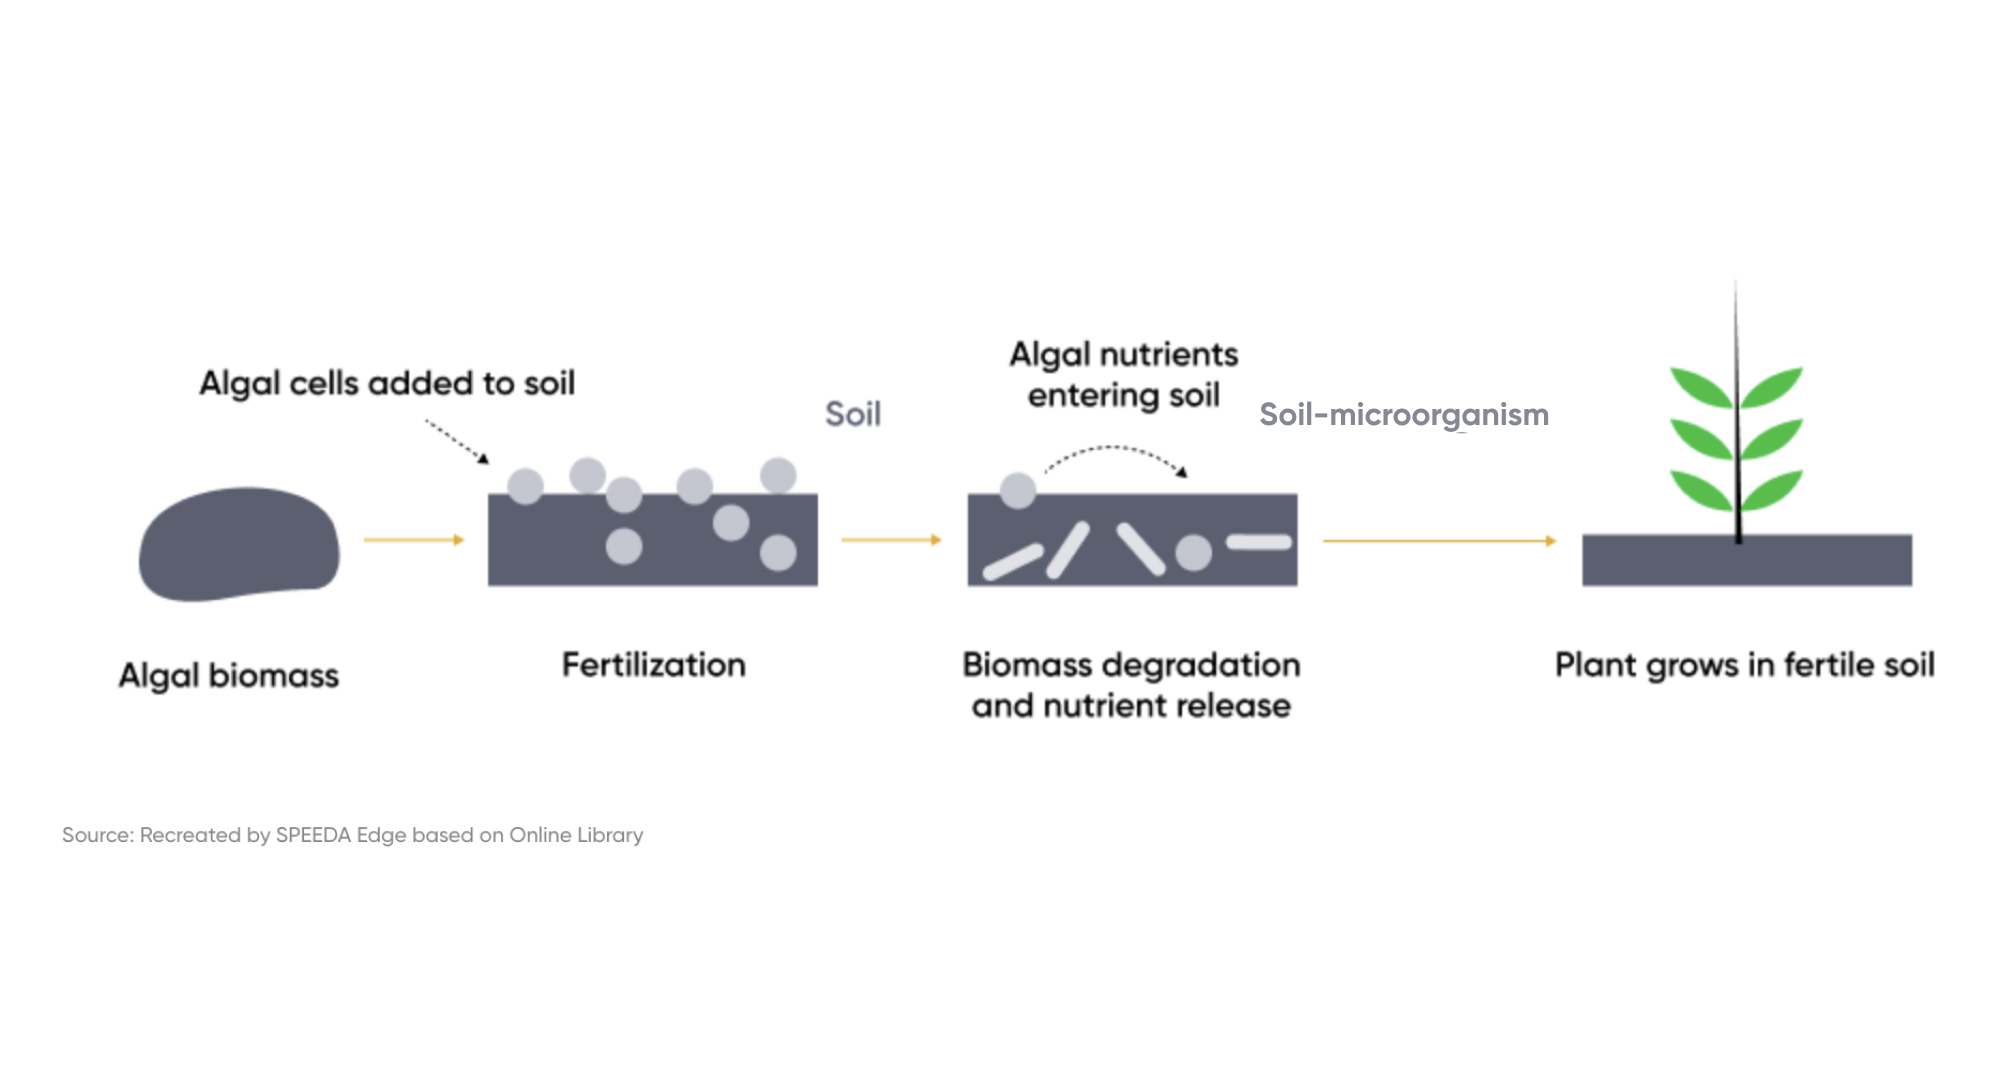 Algal cells added to soil
Soil
Algal nutrients
entering soil
Soil-microorganism
Algal biomass
Fertilization
Biomass degradation
and nutrient release
Plant grows in fertile soil
Source: Recreated by SPEEDA Edge based on Online Library